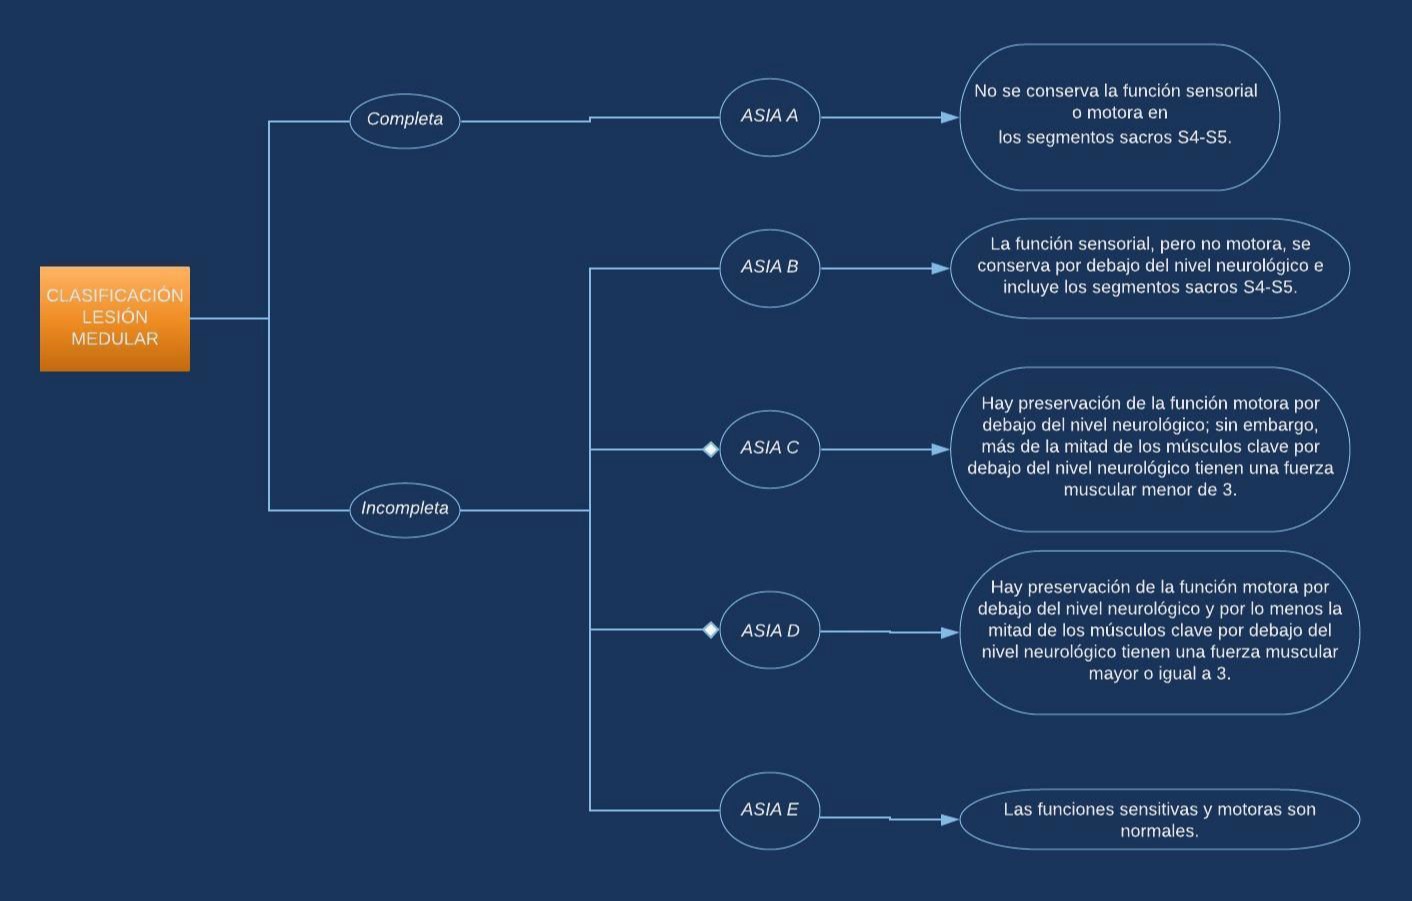 CLASIFICACIÓN
LESIÓN
MEDULAR
Completa
ASIA A
No se conserva la función sensorial
o motora en
los segmentos sacros S4-S5.
Incompleta
ASIA B
La función sensorial, pero no motora, se
conserva por debajo del nivel neurológico e
incluye los segmentos sacros S4-S5.
ASIA C
Hay preservación de la función motora por
debajo del nivel neurológico; sin embargo,
más de la mitad de los músculos clave por
debajo del nivel neurológico tienen una fuerza
muscular menor de 3.
ASIA D
Hay preservación de la función motora por
debajo del nivel neurológico y por lo menos la
mitad de los músculos clave por debajo del
nivel neurológico tienen una fuerza muscular
mayor o igual a 3.
ASIA E
Las funciones sensitivas y motoras son
normales.